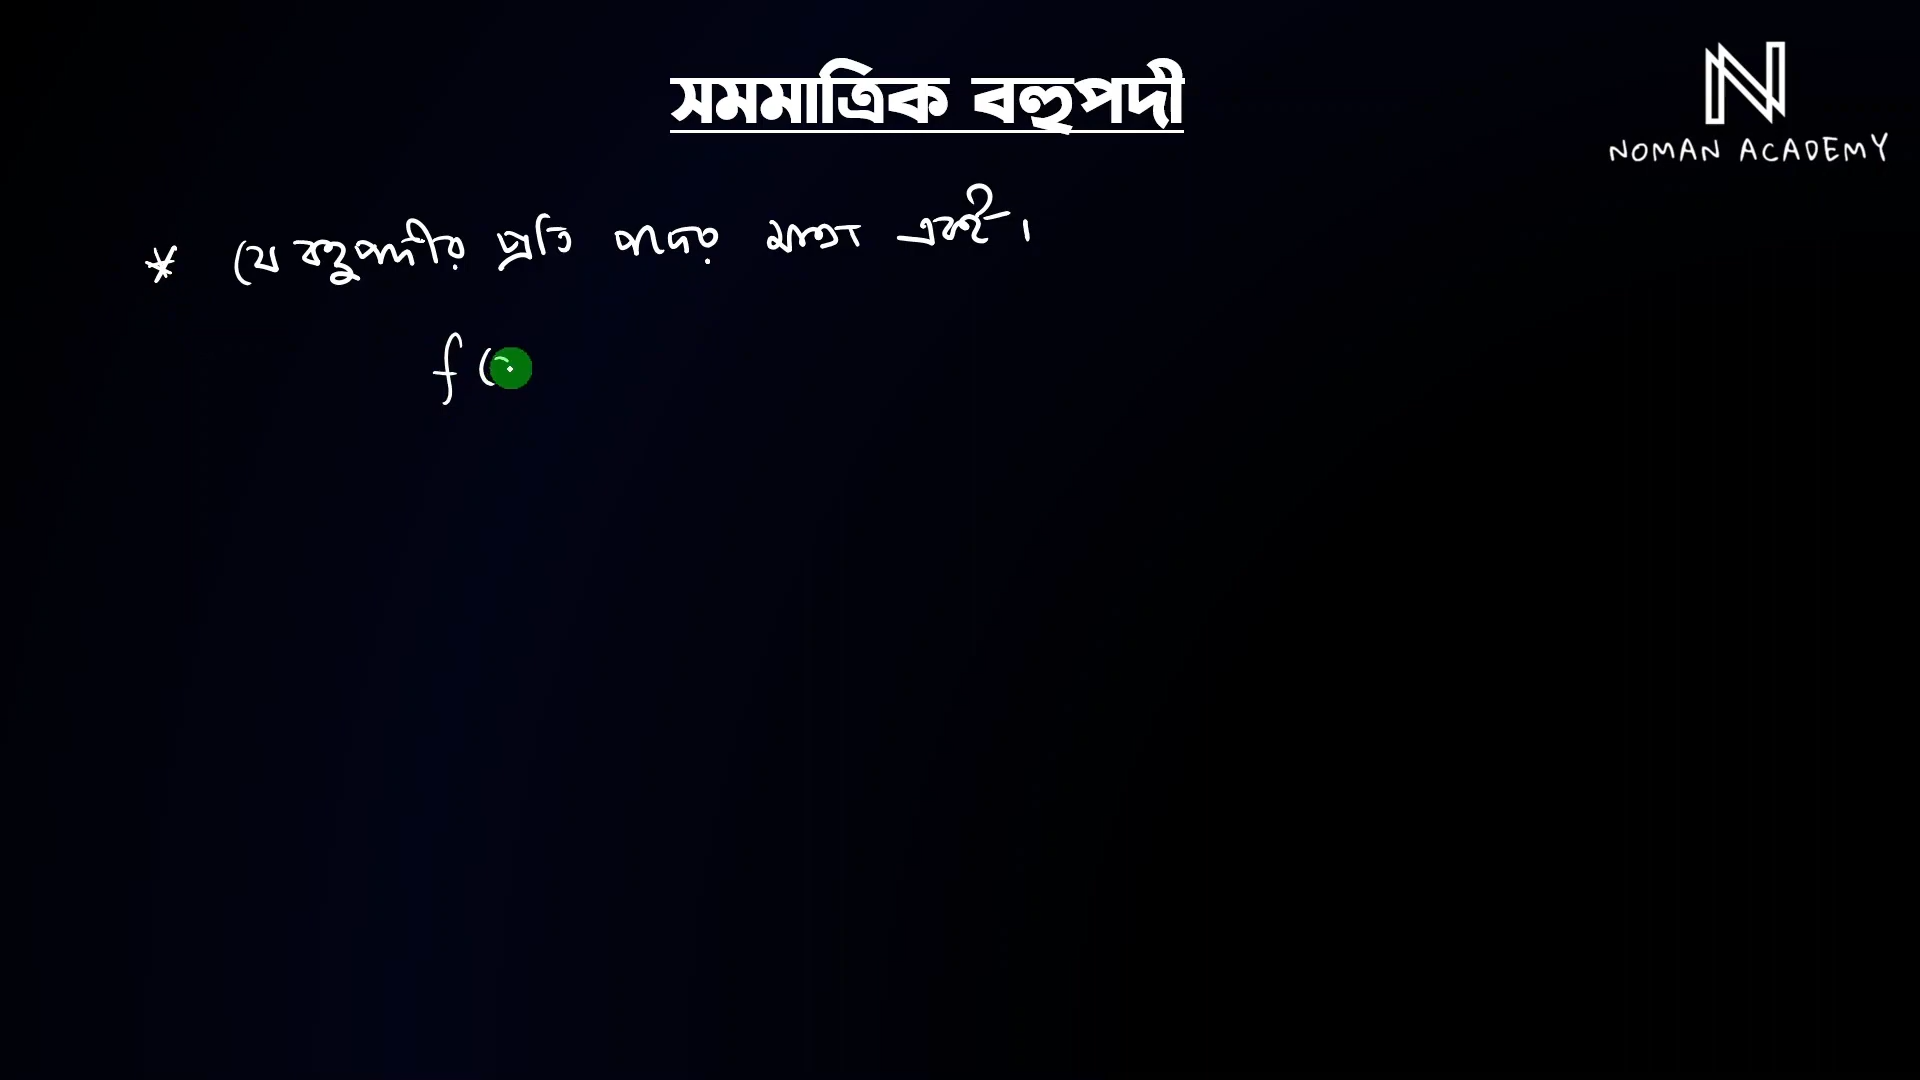 সমমাত্রিক বহুপদী
NOMAN ACADEMY
* যে বহুপদীর প্রতি পদের মাত্রা একই।
f(